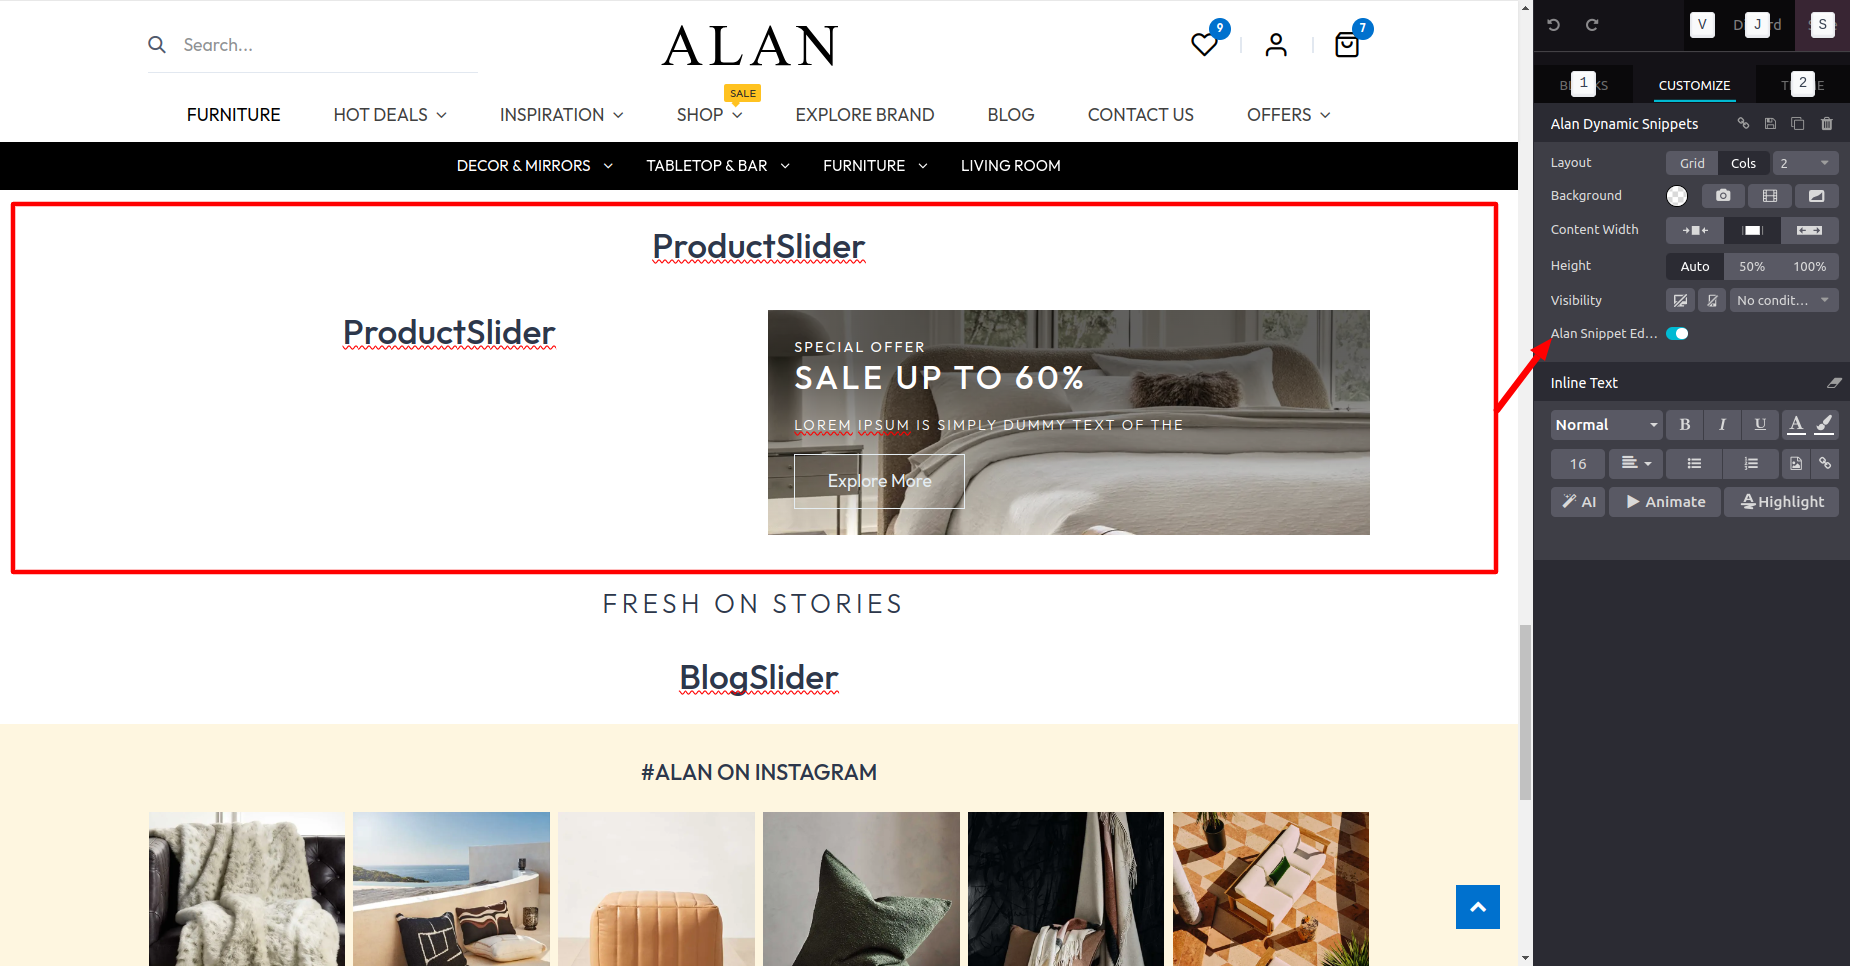 Search...
ALAN
9
7
V
J
S
FURNITURE
HOT DEALS
INSPIRATION
SHOP
SALE
EXPLORE BRAND
BLOG
CONTACT US
OFFERS
DECOR & MIRRORS
TABLETOP & BAR
FURNITURE
LIVING ROOM
ProductSlider
ProductSlider
SPECIAL OFFER
SALE UP TO 60%
LOREM IPSUM IS SIMPLY DUMMY TEXT OF THE
Explore More
FRESH ON STORIES
BlogSlider
#ALAN ON INSTAGRAM
1
CUSTOMIZE
2
Alan Dynamic Snippets
Layout
Grid
Cols
2
Background
Content Width
Height
Auto
50%
100%
Visibility
No condit...
Alan Snippet Ed...
Inline Text
Normal
B
I
U
A
16
AI
Animate
Highlight